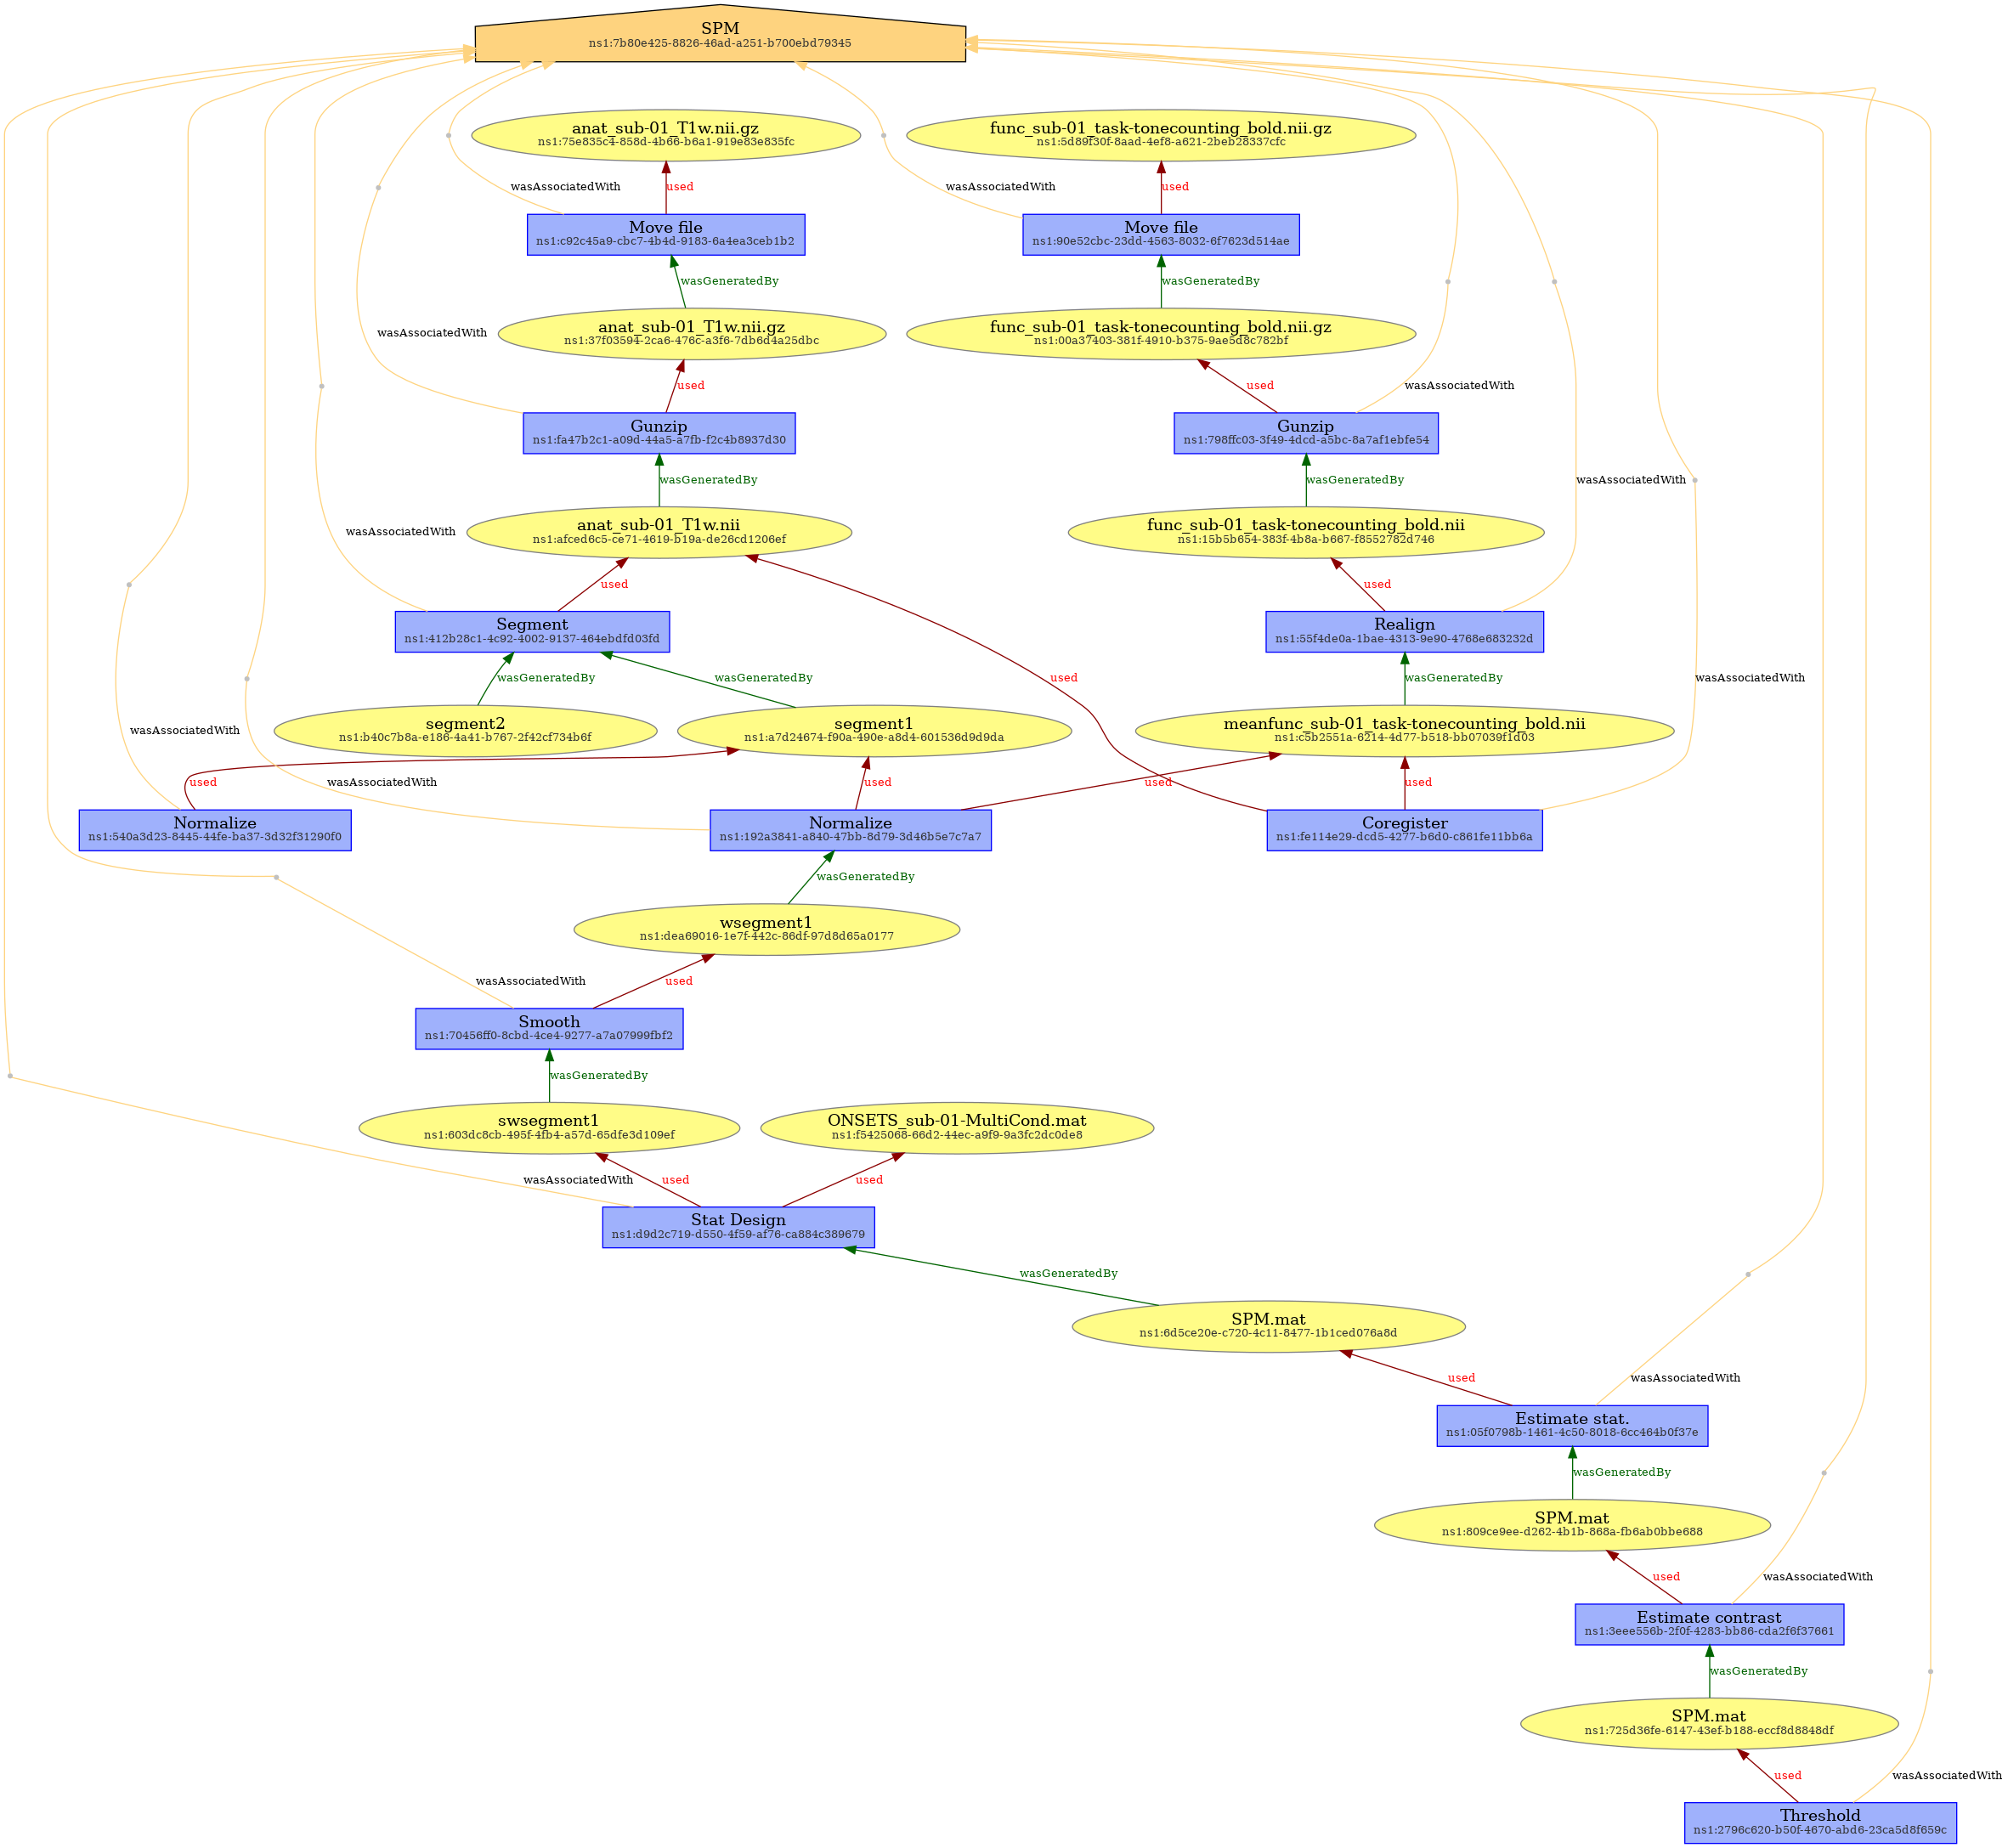 SPM
ns1:7b80e425-8826-46ad-a251-b700ebd79345
anat_sub-01_T1w.nii.gz
ns1:75e835c4-858d-4b66-b6a1-919e83e835fc
func_sub-01_task-tonecounting_bold.nii.gz
ns1:5d89f30f-8aad-4ef8-a621-2beb28337cfc
wasAssociatedWith
used
wasAssociatedWith
used
Move file
ns1:c92c45a9-cbc7-4b4d-9183-6a4ea3ceb1b2
Move file
ns1:90e52cbc-23dd-4563-8032-6f7623d514ae
wasGeneratedBy
wasGeneratedBy
anat_sub-01_T1w.nii.gz
ns1:37f03594-2ca6-476c-a3f6-7db6d4a25dbc
func_sub-01_task-tonecounting_bold.nii.gz
ns1:00a37403-381f-4910-b375-9ae5d8c782bf
wasAssociatedWith
used
used
wasAssociatedWith
Gunzip
ns1:fa47b2c1-a09d-44a5-a7fb-f2c4b8937d30
Gunzip
ns1:798ffc03-3f49-4dcd-a5bc-8a7af1ebfe54
wasGeneratedBy
wasGeneratedBy
wasAssociatedWith
anat_sub-01_T1w.nii
ns1:afced6c5-ce71-4619-b19a-de26cd1206ef
func_sub-01_task-tonecounting_bold.nii
ns1:15b5b654-383f-4b8a-b667-f8552782d746
wasAssociatedWith
used
used
Segment
ns1:412b28c1-4c92-4002-9137-464ebdfd03fd
Realign
ns1:55f4de0a-1bae-4313-9e90-4768e683232d
wasGeneratedBy
wasGeneratedBy
used
wasGeneratedBy
wasAssociatedWith
segment2
ns1:b40c7b8a-e186-4a41-b767-2f42cf734b6f
segment1
ns1:a7d24674-f90a-490e-a8d4-601536d9d9da
meanfunc_sub-01_task-tonecounting_bold.nii
ns1:c5b2551a-6214-4d77-b518-bb07039f1d03
wasAssociatedWith
used
wasAssociatedWith
used
used
used
Normalize
ns1:540a3d23-8445-44fe-ba37-3d32f31290f0
Normalize
ns1:192a3841-a840-47bb-8d79-3d46b5e7c7a7
Coregister
ns1:fe114e29-dcd5-4277-b6d0-c861fe11bb6a
wasGeneratedBy
wsegment1
ns1:dea69016-1e7f-442c-86df-97d8d65a0177
wasAssociatedWith
used
Smooth
ns1:70456ff0-8cbd-4ce4-9277-a7a07999fbf2
wasGeneratedBy
swsegment1
ns1:603dc8cb-495f-4fb4-a57d-65dfe3d109ef
ONSETS_sub-01-MultiCond.mat
ns1:f5425068-66d2-44ec-a9f9-9a3fc2dc0de8
wasAssociatedWith
used
used
Stat Design
ns1:d9d2c719-d550-4f59-af76-ca884c389679
wasGeneratedBy
SPM.mat
ns1:6d5ce20e-c720-4c11-8477-1b1ced076a8d
used
wasAssociatedWith
Estimate stat.
ns1:05f0798b-1461-4c50-8018-6cc464b0f37e
wasGeneratedBy
SPM.mat
ns1:809ce9ee-d262-4b1b-868a-fb6ab0bbe688
used
wasAssociatedWith
Estimate contrast
ns1:3eee556b-2f0f-4283-bb86-cda2f6f37661
wasGeneratedBy
SPM.mat
ns1:725d36fe-6147-43ef-b188-eccf8d8848df
used
wasAssociatedWith
Threshold
ns1:2796c620-b50f-4670-abd6-23ca5d8f659c